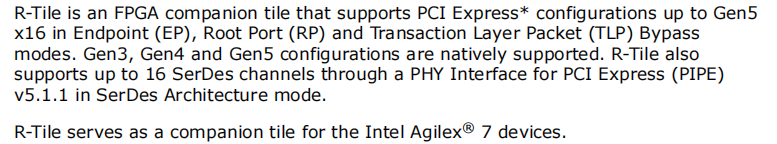 R-Tile is an FPGA companion tile that supports PCI Express* configurations up to Gen5
x16 in Endpoint (EP), Root Port (RP) and Transaction Layer Packet (TLP) Bypass
modes. Gen3, Gen4 and Gen5 configurations are natively supported. R-Tile also
supports up to 16 SerDes channels through a PHY Interface for PCI Express (PIPE)
v5.1.1 in SerDes Architecture mode.
R-Tile serves as a companion tile for the Intel Agilex® 7 devices.